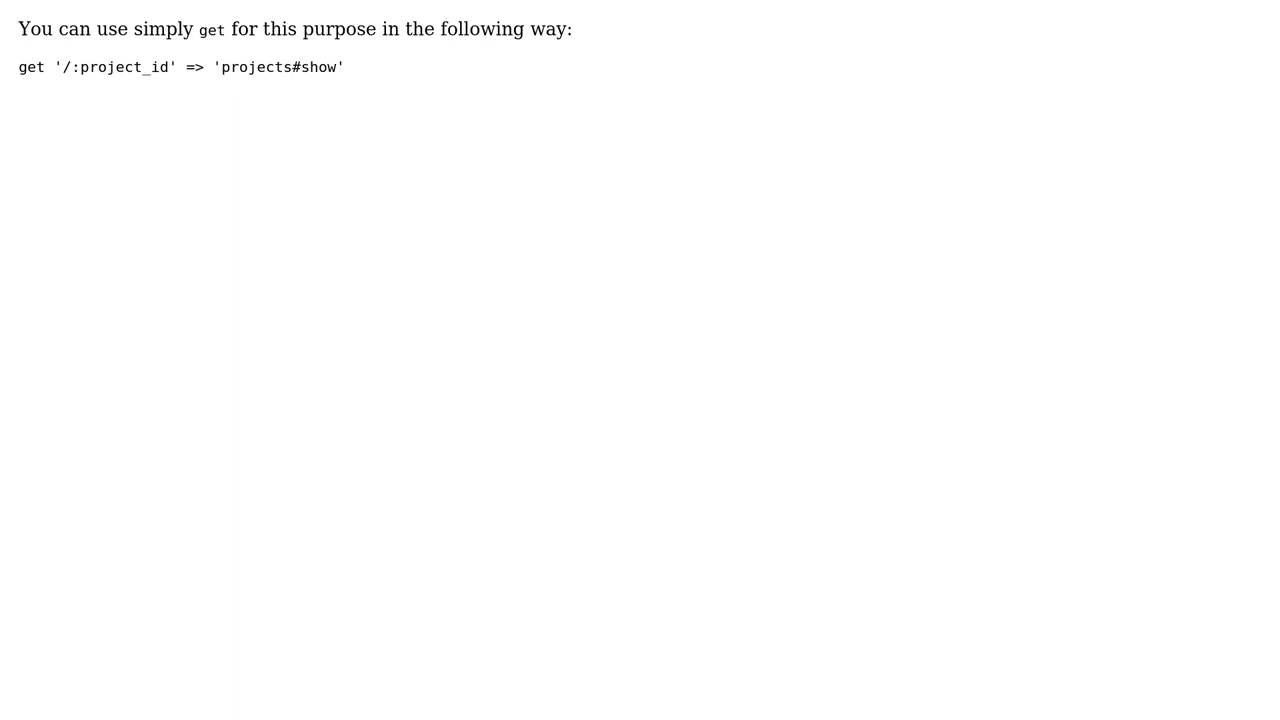 You can use simply get for this purpose in the following way:
get '/:project_id' => 'projects#show'